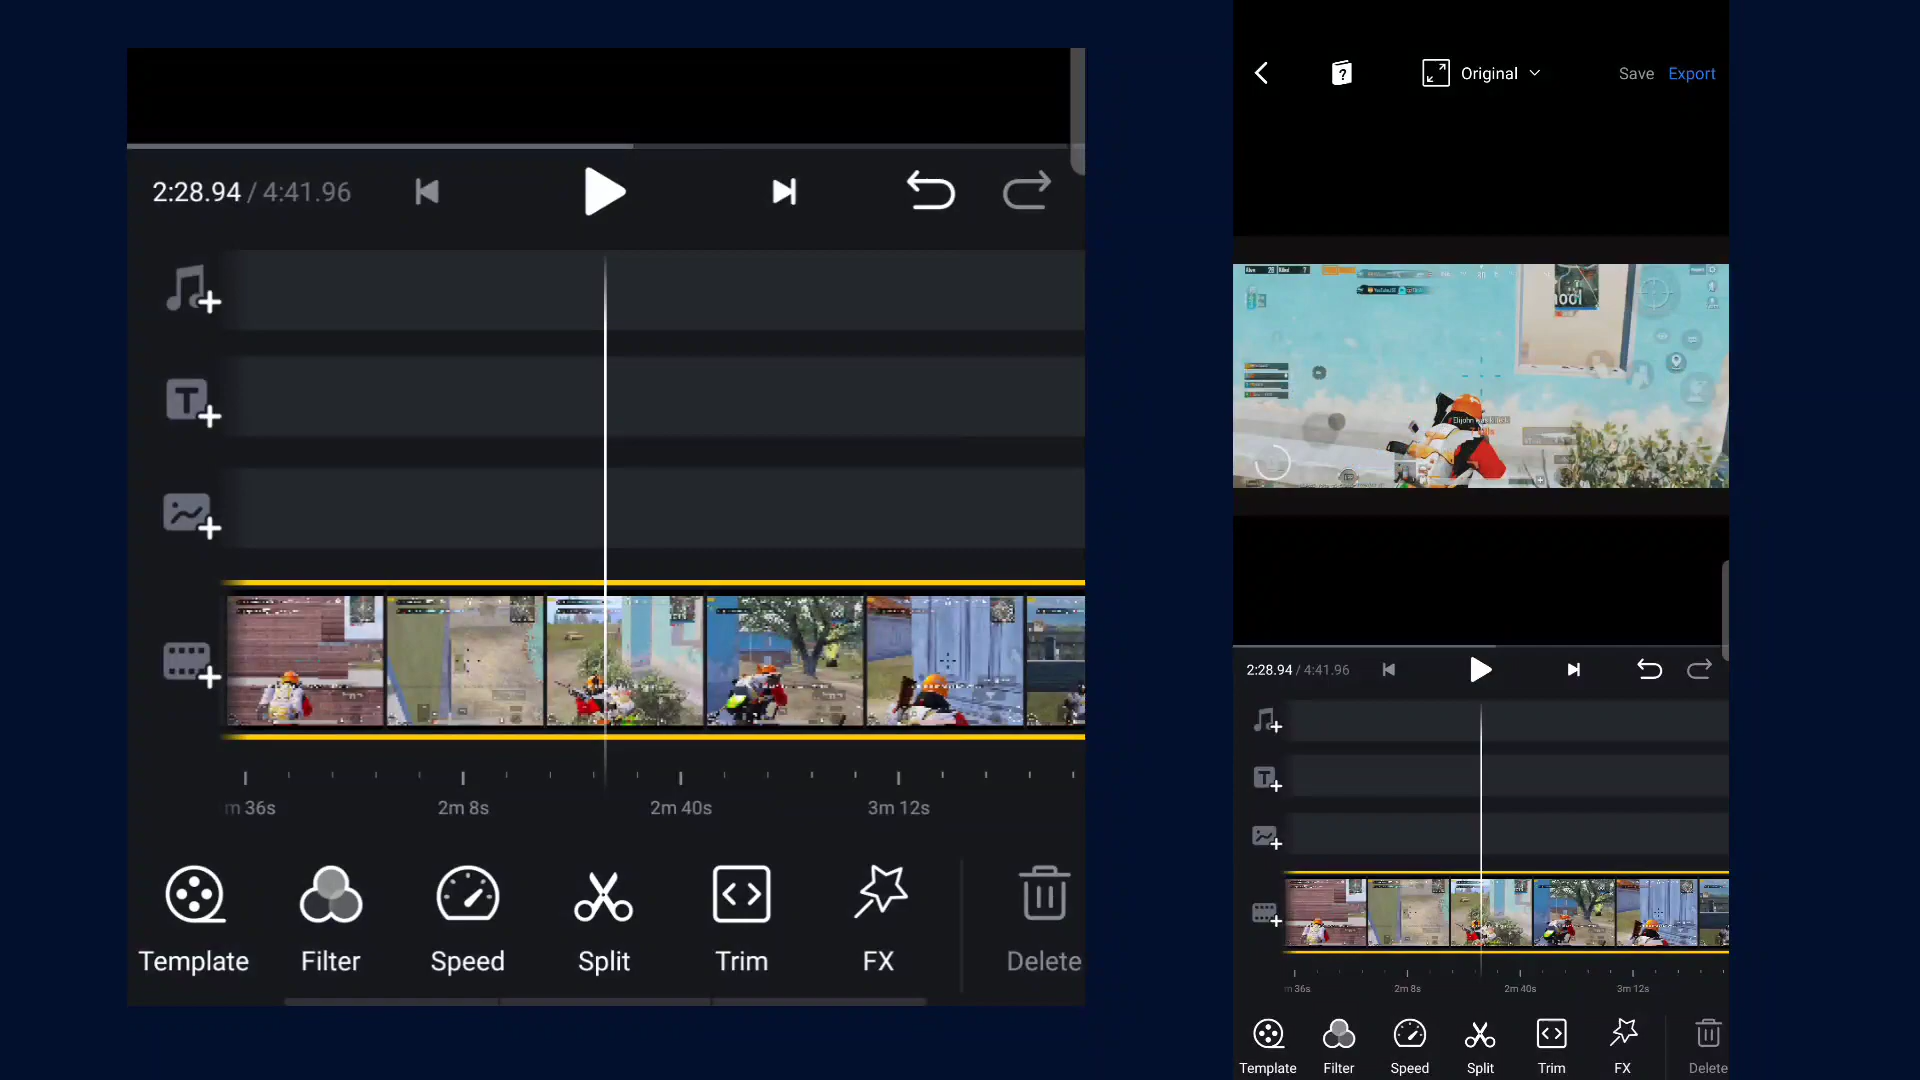 2:28.94 / 4:41.96
m 36s
2m 8s
2m 40s
3m 12s
Template
Filter
Speed
Split
Trim
FX
Delete
Original
Save
Export
2:28.94 / 4:41.96
m 36s
2m 8s
2m 40s
3m 12s
Template
Filter
Speed
Split
Trim
FX
Delete